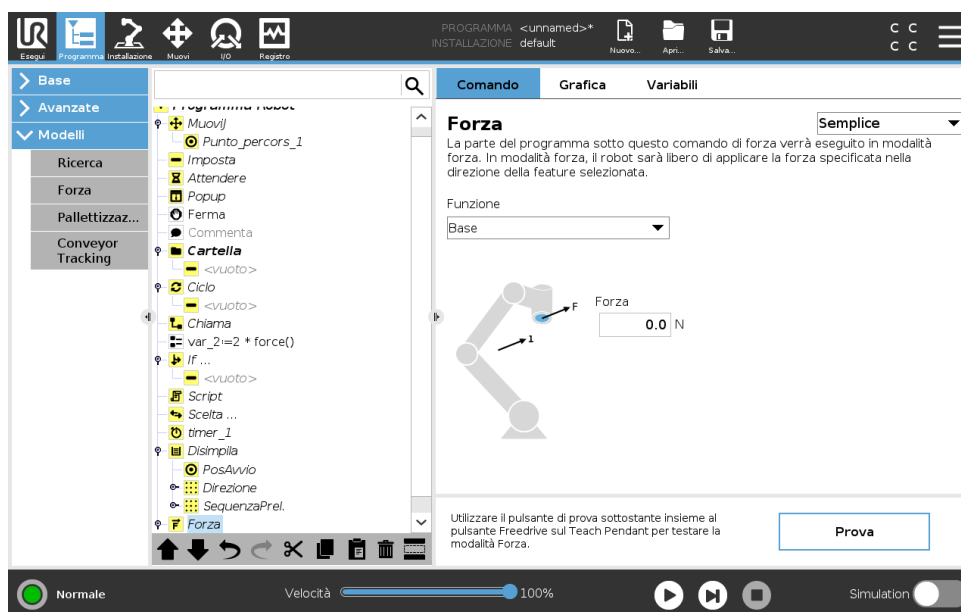 PROGRAMMA <unnamed>*
INSTALLAZIONE default
Esegui Programma Installazione Muovi I/O Registro Nuovo... Apri... Salva...
C C
C C
Base
Avanzate
Modelli
Ricerca
Forza
Pallettizzaz...
Conveyor
Tracking
Programma Robot
MuoviJ
Punto_percors_1
Imposta
Attendere
Popup
Ferma
Commenta
Cartella
<vuoto>
Ciclo
<vuoto>
Chiama
var_2:=2 * force()
If ...
<vuoto>
Script
Scelta ...
timer_1
Disimpila
PosAvvio
Direzione
SequenzaPrel.
Forza
Comando Grafica Variabili
Forza
Semplice
La parte del programma sotto questo comando di forza verrà eseguito in modalità
forza. In modalità forza, il robot sarà libero di applicare la forza specificata nella
direzione della feature selezionata.
Funzione
Base
F
1
Forza
0.0 N
Utilizzare il pulsante di prova sottostante insieme al
pulsante Freedrive sul Teach Pendant per testare la
modalità Forza.
Prova
Normale
Velocità 100%
Simulation